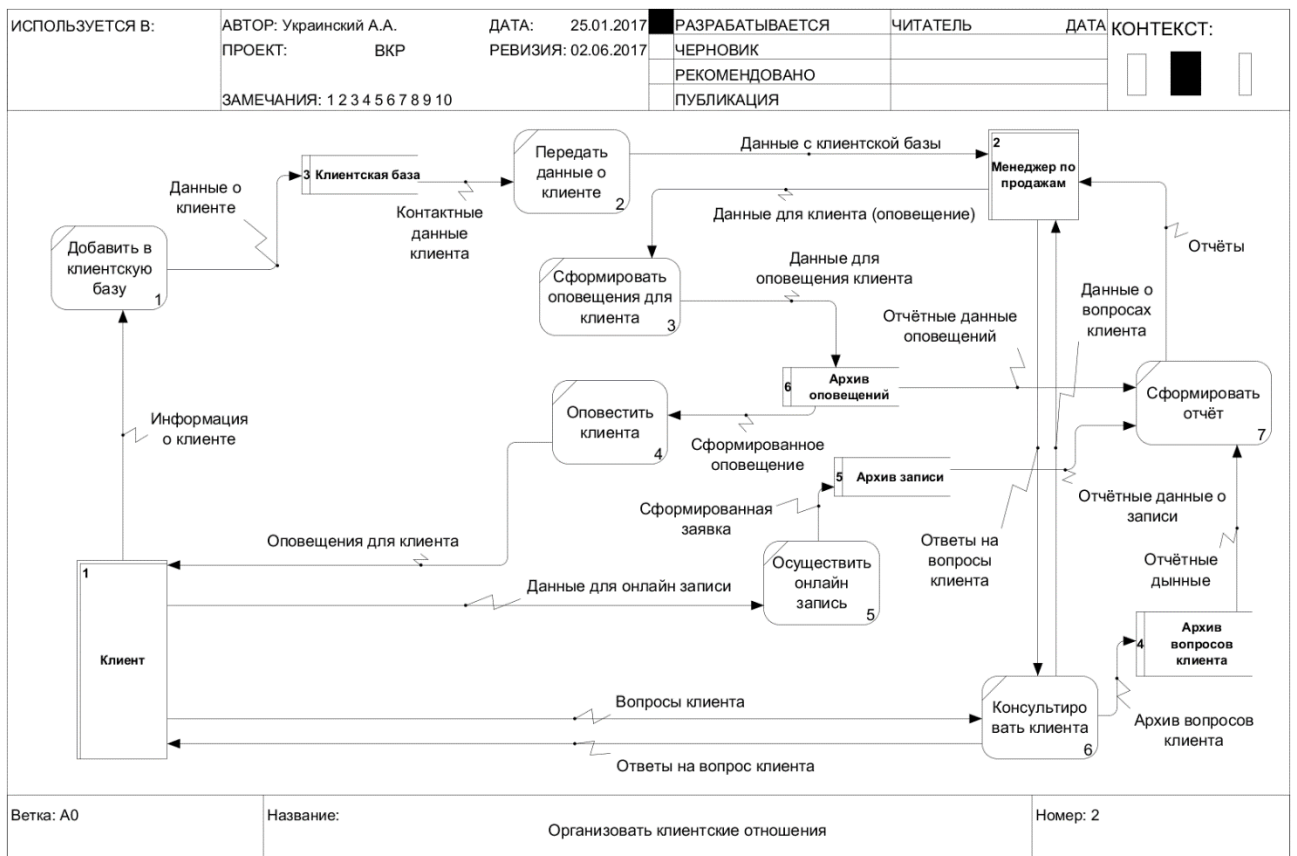 ИСПОЛЬЗУЕТСЯ В:
АВТОР: Украинский А.А.
ДАТА: 25.01.2017
ПРОЕКТ: ВКР
РЕВИЗИЯ: 02.06.2017
ЗАМЕЧАНИЯ: 1 2 3 4 5 6 7 8 9 10
РАЗРАБАТЫВАЕТСЯ
ЧЕРНОВИК
РЕКОМЕНДОВАНО
ПУБЛИКАЦИЯ
ЧИТАТЕЛЬ
ДАТА
КОНТЕКСТ:
Передать
данные о
клиенте
2
Данные с клиентской базы
2
Менеджер по
продажам
3 Клиентская база
Данные о
клиенте
Контактные
данные
клиента
Данные для клиента (оповещение)
Добавить в
клиентскую
базу
1
Отчёты
Сформировать
оповещения для
клиента
3
Данные для
оповещения клиента
Данные о
вопросах
клиента
Отчётные данные
оповещений
6
Архив
оповещений
Сформировать
отчёт
7
Информация
о клиенте
Оповестить
клиента
4
Сформированное
оповещение
5 Архив записи
Сформированная
заявка
Отчётные данные о
записи
Оповещения для клиента
Ответы на
вопросы
клиента
Осуществить
онлайн
запись
5
Отчётные
дынные
1
Клиент
Данные для онлайн записи
4
Архив
вопросов
клиента
Вопросы клиента
Консультиро
вать клиента
6
Архив вопросов
клиента
Ответы на вопрос клиента
Ветка: A0
Название:
Организовать клиентские отношения
Номер: 2